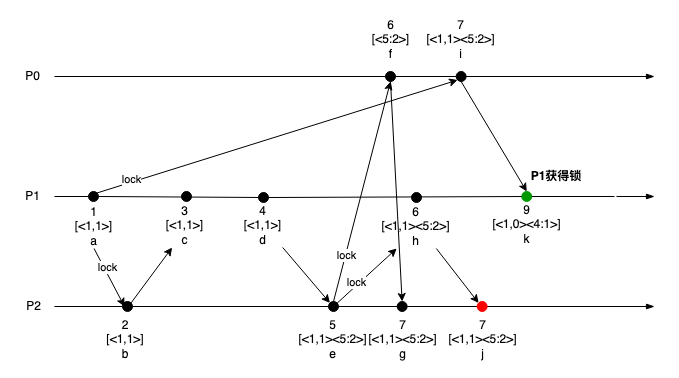 6
[<5:2>]
f
7
[<1,1><5:2>]
i
P0
lock
P1获得锁
P1
1
[<1,1>]
a
3
[<1,1>]
c
4
[<1,1>]
d
6
[<1,1><5:2>]
h
9
[<1,0><4:1>]
k
lock
lock
lock
P2
2
[<1,1>]
b
5
[<1,1><5:2>]
e
7
[<1,1><5:2>]
g
7
[<1,1><5:2>]
j